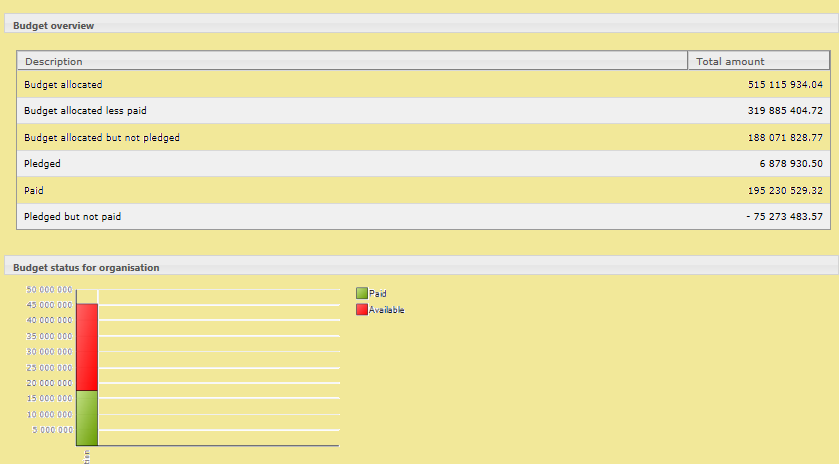 Budget overview
Description Total amount
Budget allocated 515 115 934.04
Budget allocated less paid 319 885 404.72
Budget allocated but not pledged 188 071 828.77
Pledged 6 878 930.50
Paid 195 230 529.32
Pledged but not paid - 75 273 483.57
Budget status for organisation
50 000 000
45 000 000
40 000 000
35 000 000
30 000 000
25 000 000
20 000 000
15 000 000
10 000 000
5 000 000
Paid
Available